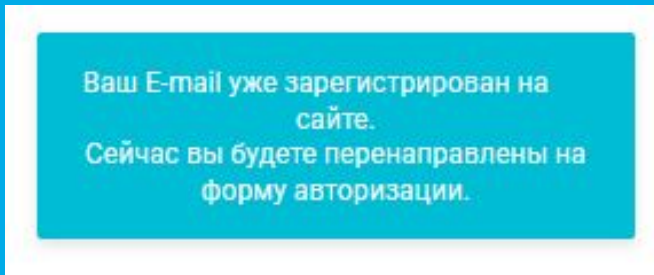 Ваш E-mail уже зарегистрирован на
сайте.
Сейчас вы будете перенаправлены на
форму авторизации.